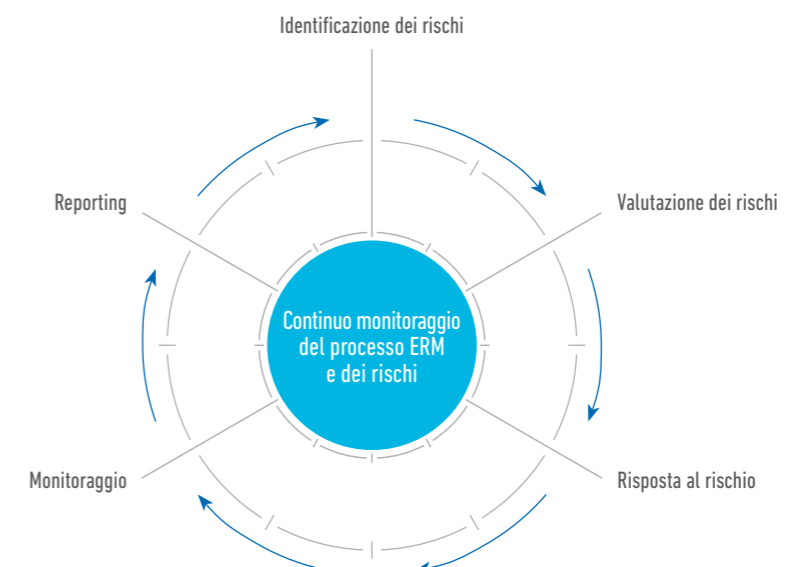 Identificazione dei rischi
Reporting
Valutazione dei rischi
Continuo monitoraggio
del processo ERM
e dei rischi
Monitoraggio
Risposta al rischio